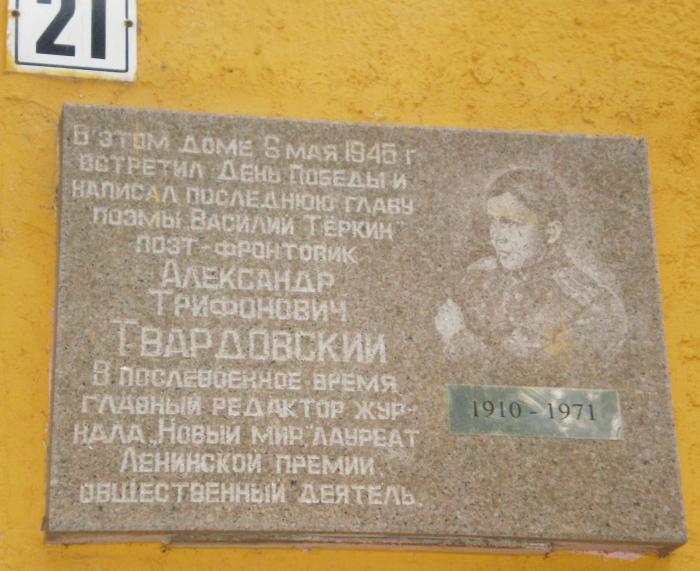 21
В ЭТОМ ДОМЕ 9 МАЯ 1945 Г.
ВСТРЕТИЛ ДЕНЬ ПОБЕДЫ И
НАПИСАЛ ПОСЛЕДНЮЮ ГЛАВУ
ПОЭМЫ „ВАСИЛИЙ ТЁРКИН"
ПОЭТ-ФРОНТОВИК
АЛЕКСАНДР
ТРИФОНОВИЧ
ТВАРДОВСКИЙ
В ПОСЛЕВОЕННОЕ ВРЕМЯ
ГЛАВНЫЙ РЕДАКТОР ЖУР-
НАЛА „НОВЫЙ МИР," ЛАУРЕАТ
ЛЕНИНСКОЙ ПРЕМИИ,
ОБЩЕСТВЕННЫЙ ДЕЯТЕЛЬ.
1910 - 1971